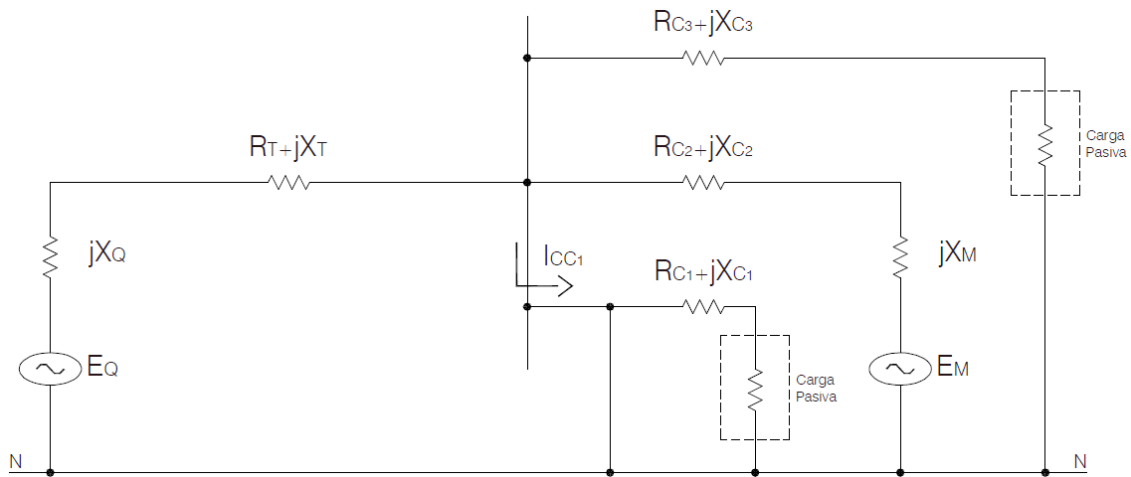 RC3+jXC3
Carga
Pasiva
RT+jXT
RC2+jXC2
jXQ
ICC1
RC1+jXC1
jXM
EQ
Carga
Pasiva
EM
N
N